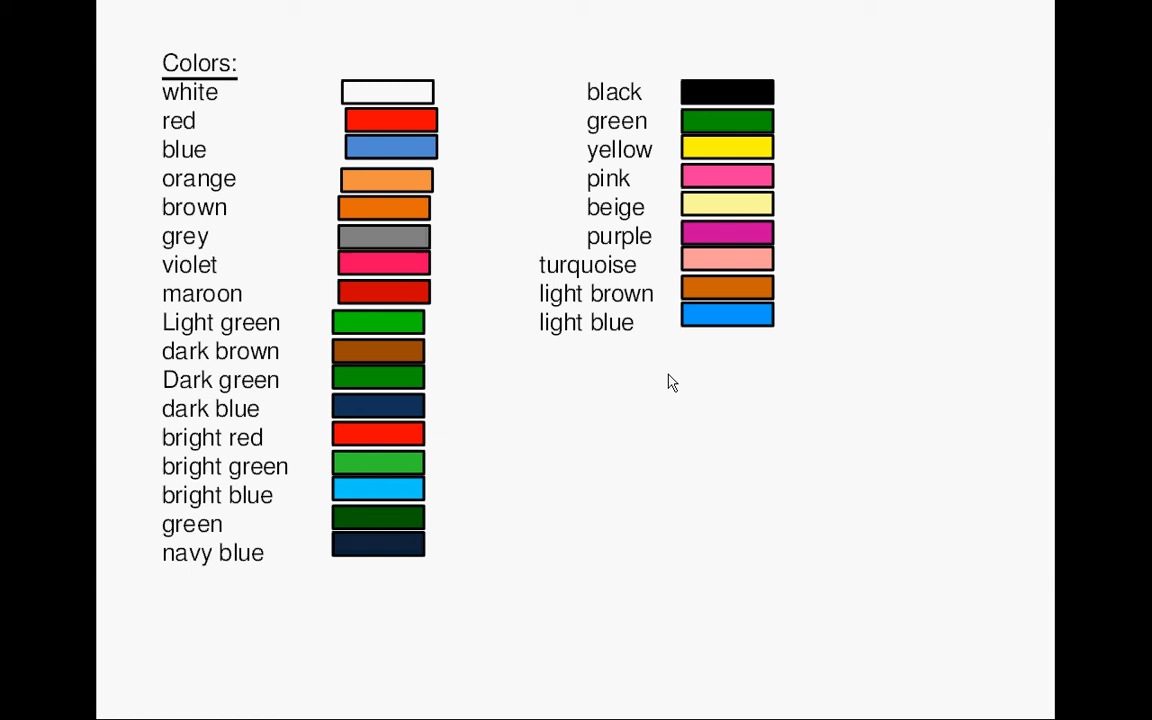 Colors:
white
red
blue
orange
brown
grey
violet
maroon
Light green
dark brown
Dark green
dark blue
bright red
bright green
bright blue
green
navy blue
black
green
yellow
pink
beige
purple
turquoise
light brown
light blue